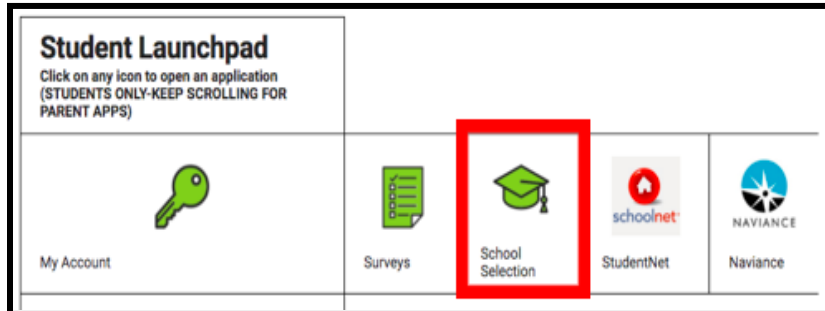 Student Launchpad
Click on any icon to open an application
(STUDENTS ONLY-KEEP SCROLLING FOR
PARENT APPS)
My Account
Surveys
School
Selection
schoolnet
StudentNet
NAVIANCE
Naviance